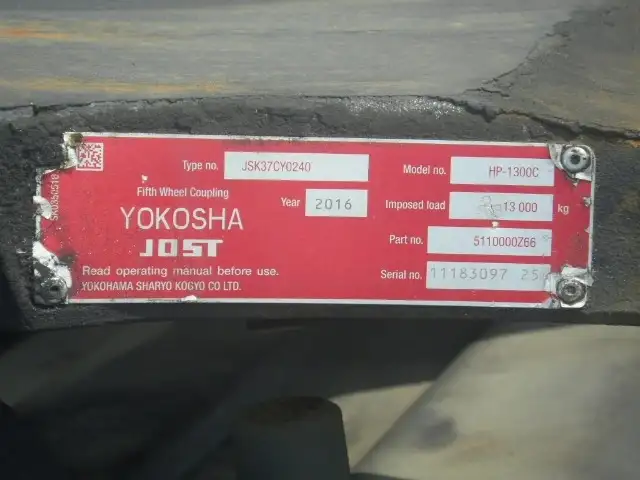 Type no. JSK37CY0240
Model no. HP-1300C
Fifth Wheel Coupling
Year 2016
Imposed load 13 000 kg
YOKOSHA
JOST
Part no. 5110000Z66
Read operating manual before use.
Serial no. 11183097 25
YOKOHAMA SHARYO KOGYO CO LTD.